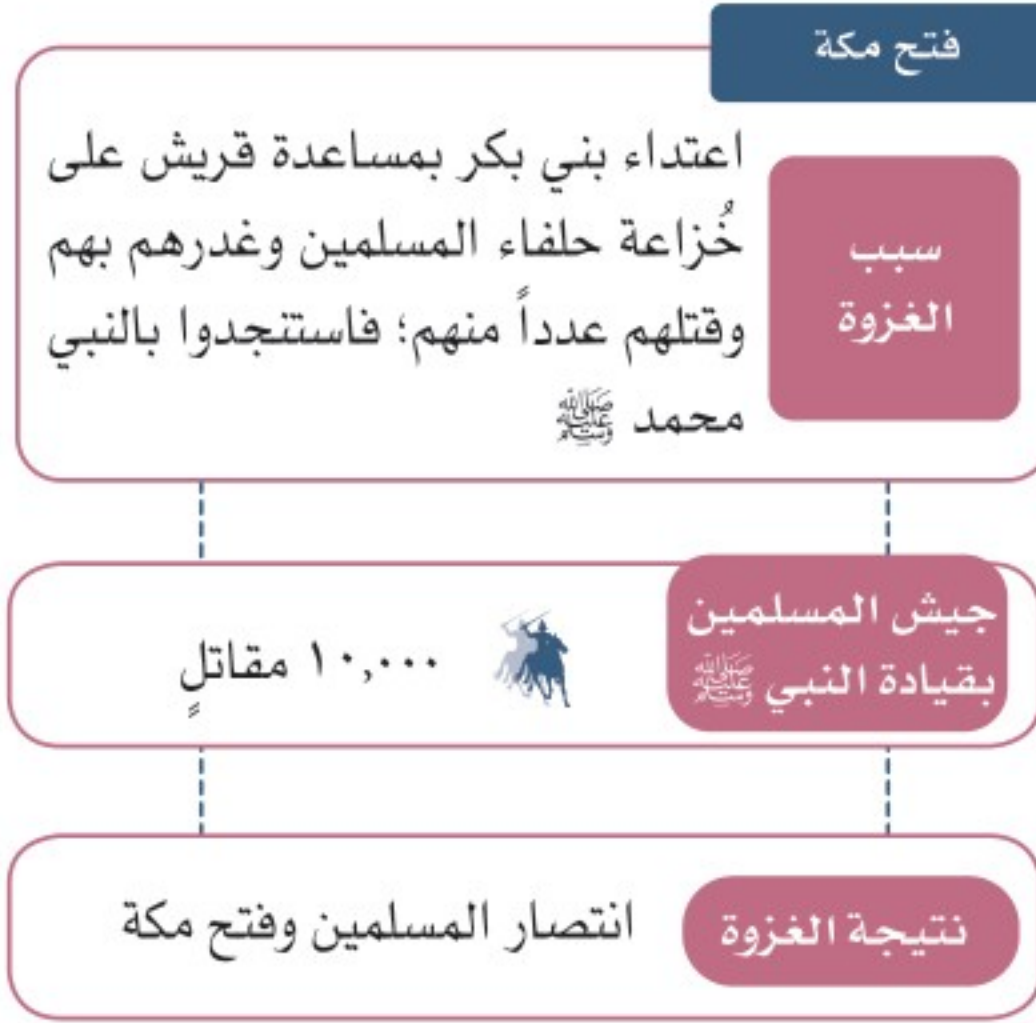 فتح مكة
سبب
الغزوة
اعتداء بني بكر بمساعدة قريش على
خُزاعة حلفاء المسلمين وغدرهم بهم
وقتلهم عدداً منهم؛ فاستنجدوا بالنبي
محمد ﷺ
جيش المسلمين
بقيادة النبي ﷺ
١٠,٠٠٠ مقاتلٍ
نتيجة الغزوة
انتصار المسلمين وفتح مكة